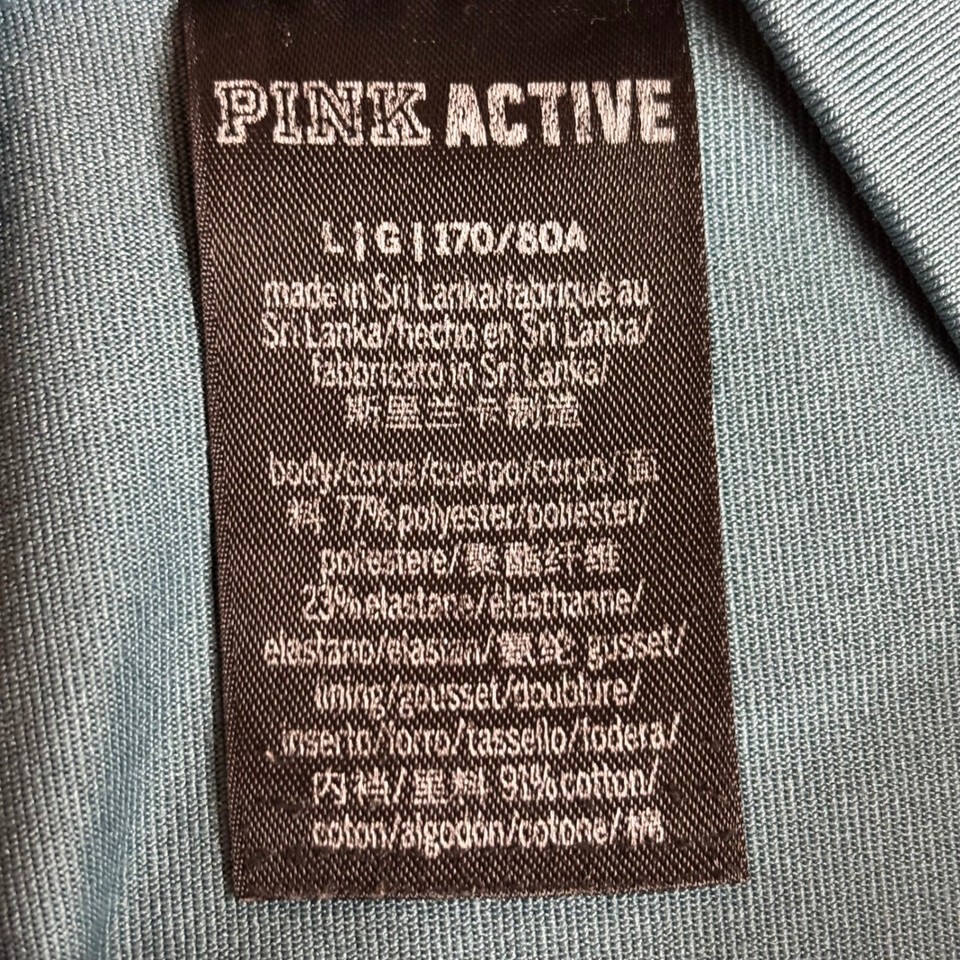 PINK ACTIVE
L | G | 170/80A
made in Sri Lanka/fabriqué au
Sri Lanka/hecho en Sri Lanka/
fabbricato in Sri Lanka/
斯里兰卡制造
body/corps/cuerpo/corpo/面
料 77% polyester/poliéster/
poliestere/聚酯纤维
23% elastane/élasthanne/
elastano/elastan/氨纶 gusset/
lining/gousset/doublure/
inserto/forro/tassello/fodera/
内裆/里料 91% cotton/
coton/algodón/cotone/棉